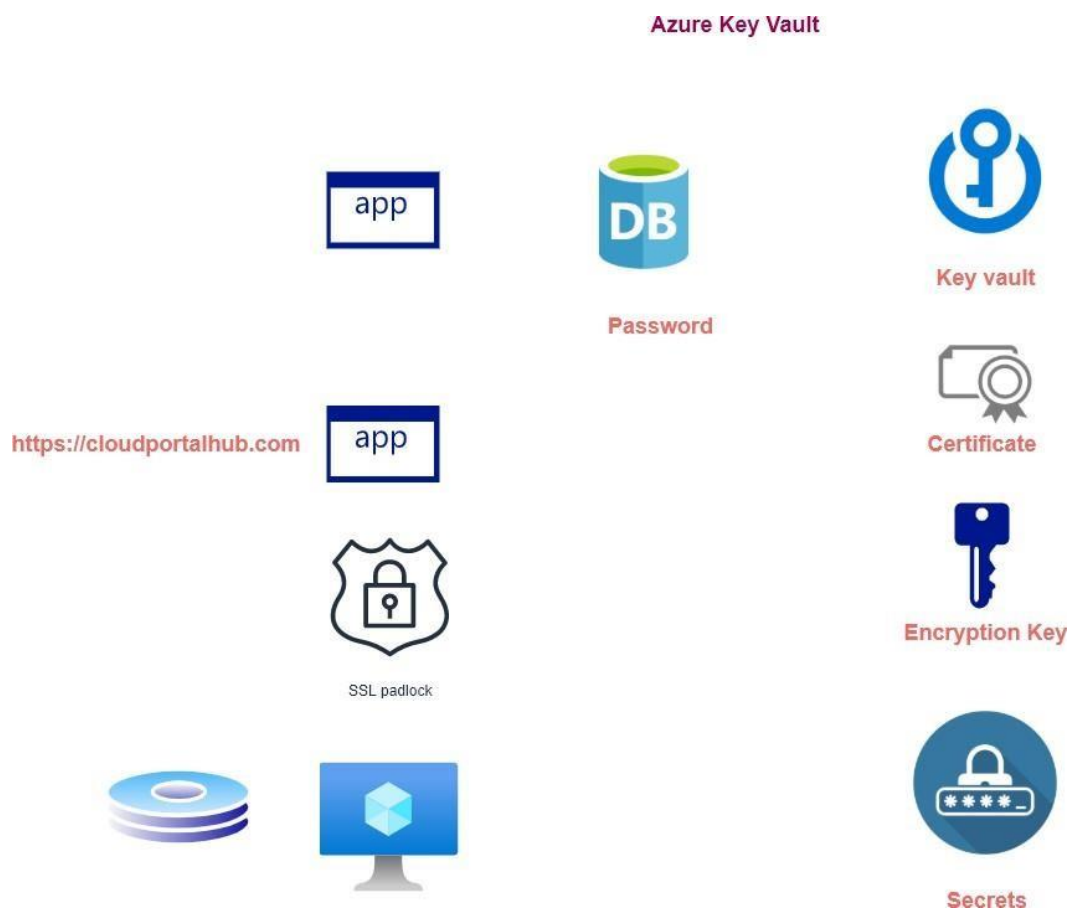 Azure Key Vault
app
DB
Key vault
Password
https://cloudportalhub.com
app
Certificate
SSL padlock
Encryption Key
****_
Secrets